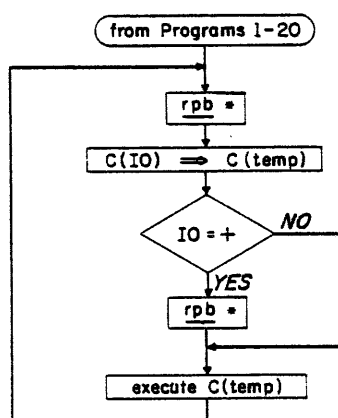 from Programs 1-20
rpb *
C(IO) ⇒ C(temp)
IO = +
NO
YES
rpb *
execute C(temp)